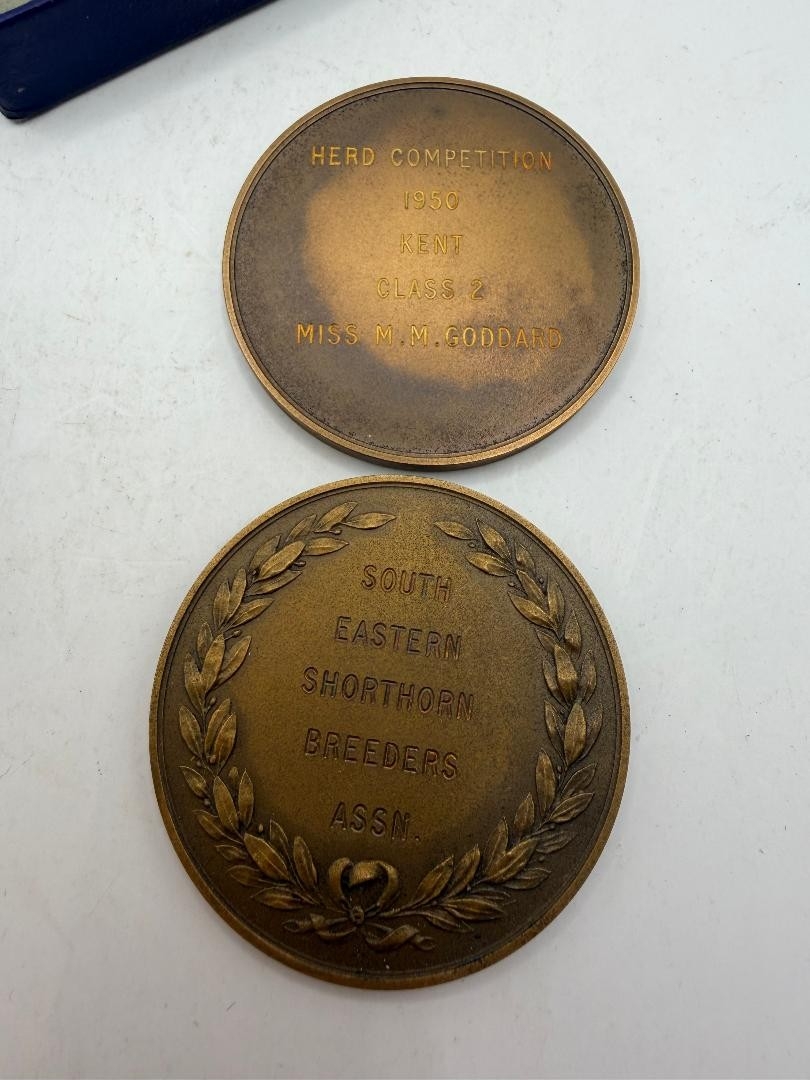 HERD COMPETITION
1950
KENT
CLASS 2
MISS M.M.GODDARD
SOUTH
EASTERN
SHORTHORN
BREEDERS
ASSN.